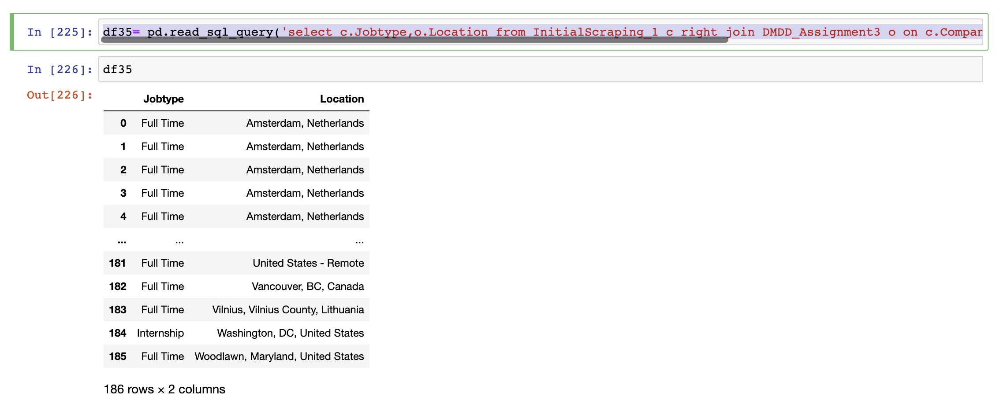 In [225]: df35= pd.read_sql_query('select c.Jobtype,o.Location from InitialScraping_1 c right join DMDD_Assignment3 o on c.Compan
In [226]: df35
Out[226]:
Jobtype Location
0 Full Time Amsterdam, Netherlands
1 Full Time Amsterdam, Netherlands
2 Full Time Amsterdam, Netherlands
3 Full Time Amsterdam, Netherlands
4 Full Time Amsterdam, Netherlands
... ... ...
181 Full Time United States - Remote
182 Full Time Vancouver, BC, Canada
183 Full Time Vilnius, Vilnius County, Lithuania
184 Internship Washington, DC, United States
185 Full Time Woodlawn, Maryland, United States
186 rows × 2 columns